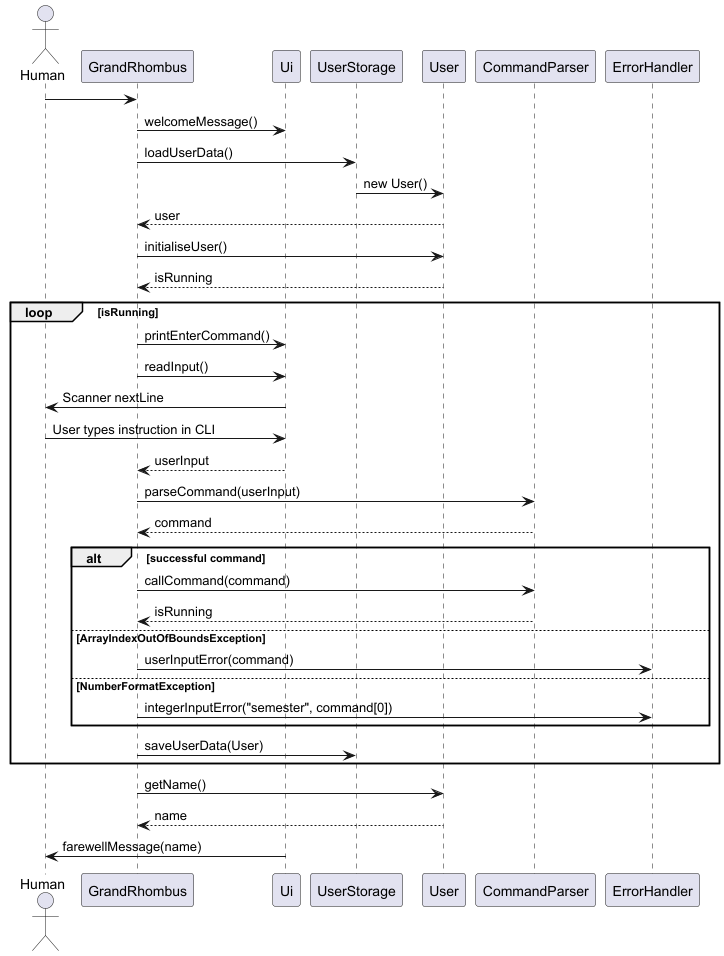 Human
GrandRhombus
Ui
UserStorage
User
CommandParser
ErrorHandler
welcomeMessage()
loadUserData()
new User()
user
initialiseUser()
isRunning
loop
[isRunning]
printEnterCommand()
readInput()
Scanner nextLine
User types instruction in CLI
userInput
parseCommand(userInput)
command
alt
[successful command]
callCommand(command)
isRunning
[ArrayIndexOutOfBoundsException]
userInputError(command)
[NumberFormatException]
integerInputError("semester", command[0])
saveUserData(User)
getName()
name
farewellMessage(name)
Human
GrandRhombus
Ui
UserStorage
User
CommandParser
ErrorHandler